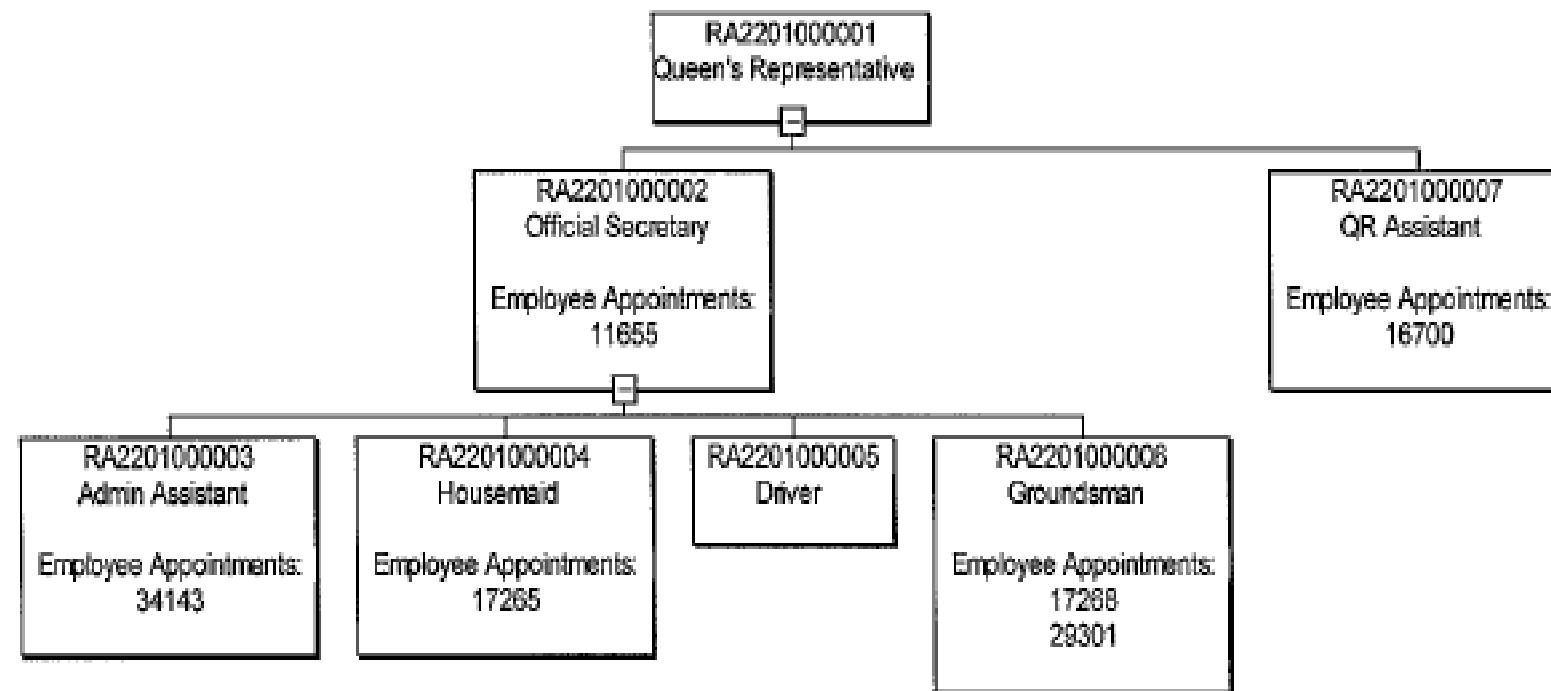 RA2201000001
Queen's Representative
RA2201000002
Official Secretary
Employee Appointments:
11655
RA2201000007
QR Assistant
Employee Appointments:
16700
RA2201000003
Admin Assistant
Employee Appointments:
34143
RA2201000004
Housemaid
Employee Appointments:
17265
RA2201000005
Driver
RA2201000006
Groundsman
Employee Appointments:
17268
29301